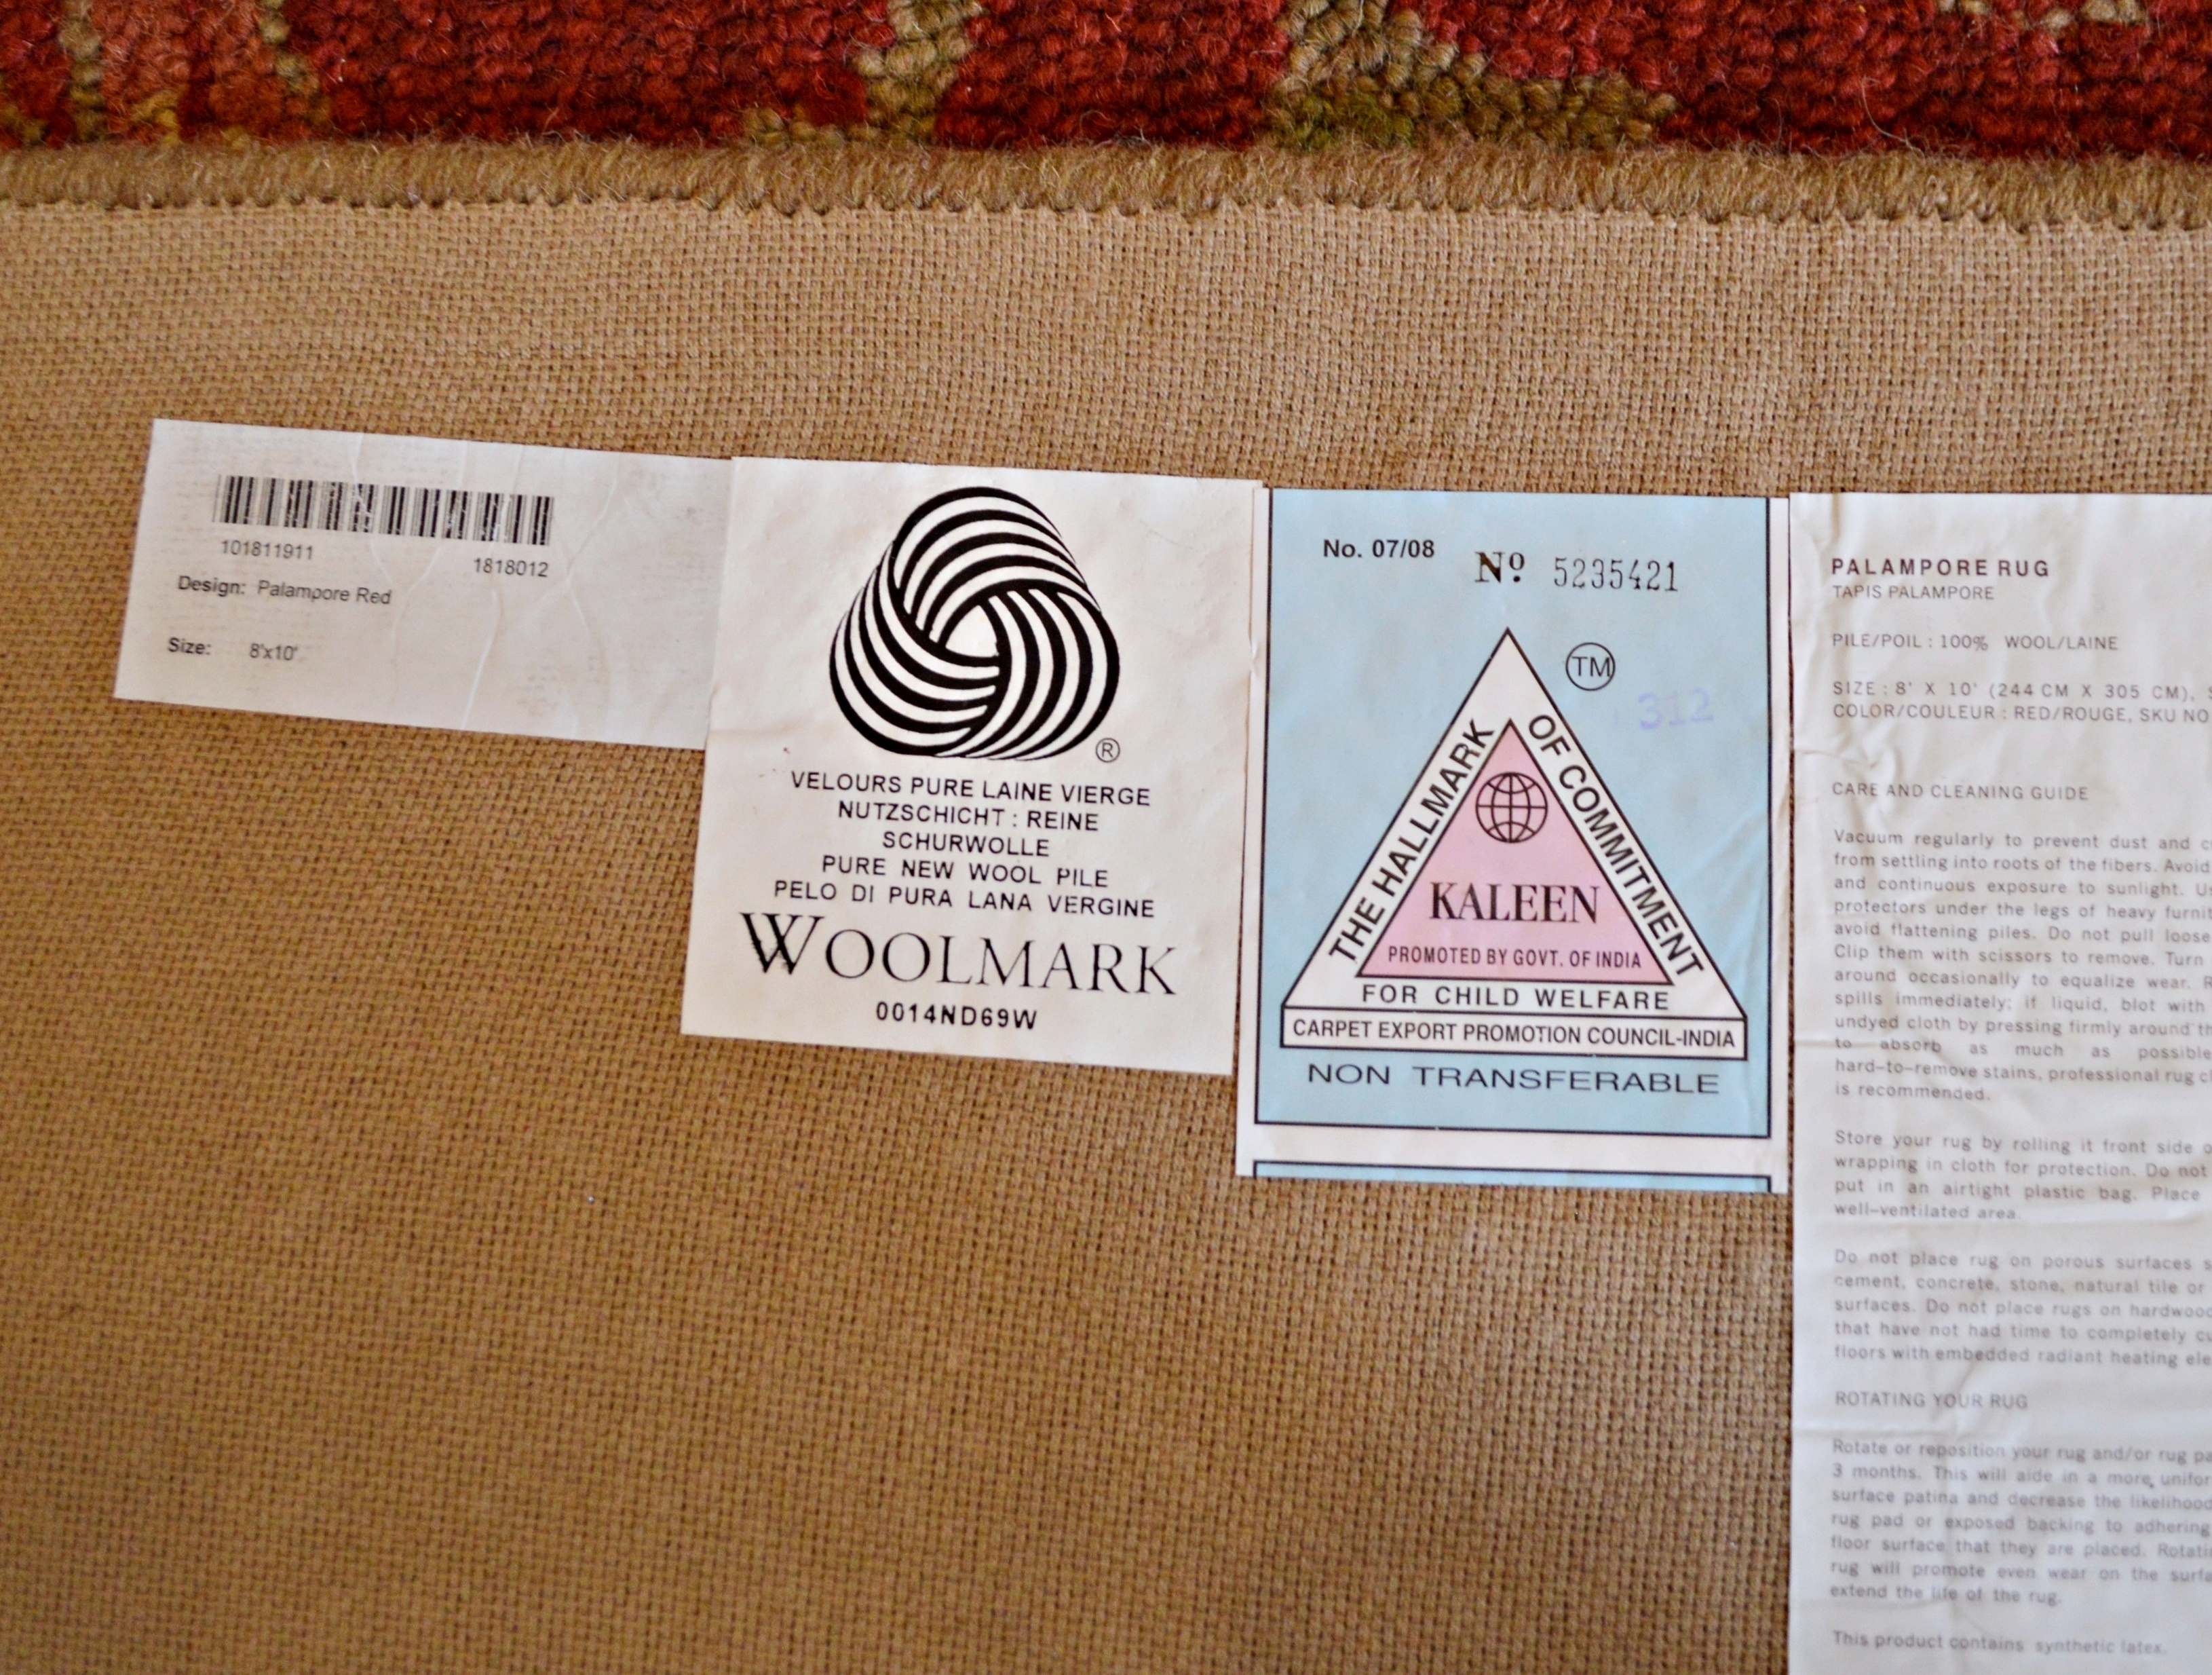 101811911
1818012
Design: Palampore Red
Size: 8'x10'
®
VELOURS PURE LAINE VIERGE
NUTZSCHICHT : REINE
SCHURWOLLE
PURE NEW WOOL PILE
PELO DI PURA LANA VERGINE
WOOLMARK
0014ND69W
No. 07/08
Nº 5235421
TM
312
THE HALLMARK
OF COMMITMENT
KALEEN
PROMOTED BY GOVT. OF INDIA
FOR CHILD WELFARE
CARPET EXPORT PROMOTION COUNCIL-INDIA
NON TRANSFERABLE
PALAMPORE RUG
TAPIS PALAMPORE
PILE/POIL : 100% WOOL/LAINE
SIZE : 8' X 10' (244 CM X 305 CM),
COLOR/COULEUR : RED/ROUGE, SKU NO
CARE AND CLEANING GUIDE
Vacuum regularly to prevent dust and
from settling into roots of the fibers. Avoid
and continuous exposure to sunlight.
protectors under the legs of heavy
avoid flattening piles. Do not pull loose
Clip them with scissors to remove. Turn
around occasionally to equalize wear.
spills immediately; if liquid, blot with
undyed cloth by pressing firmly around
to absorb as much as possible
hard-to-remove stains, professional rug
is recommended.
Store your rug by rolling it front side
wrapping in cloth for protection. Do not
put in an airtight plastic bag. Place
well-ventilated area.
Do not place rug on porous surfaces
cement, concrete, stone, natural tile or
surfaces. Do not place rugs on hardwood
that have not had time to completely
floors with embedded radiant heating
ROTATING YOUR RUG
Rotate or reposition your rug and/or rug
3 months. This will aide in a more
surface patina and decrease the likelihood
rug pad or exposed backing to adhering
floor surface that they are placed.
rug will promote even wear on the
extend the life of the rug.
This product contains synthetic latex.